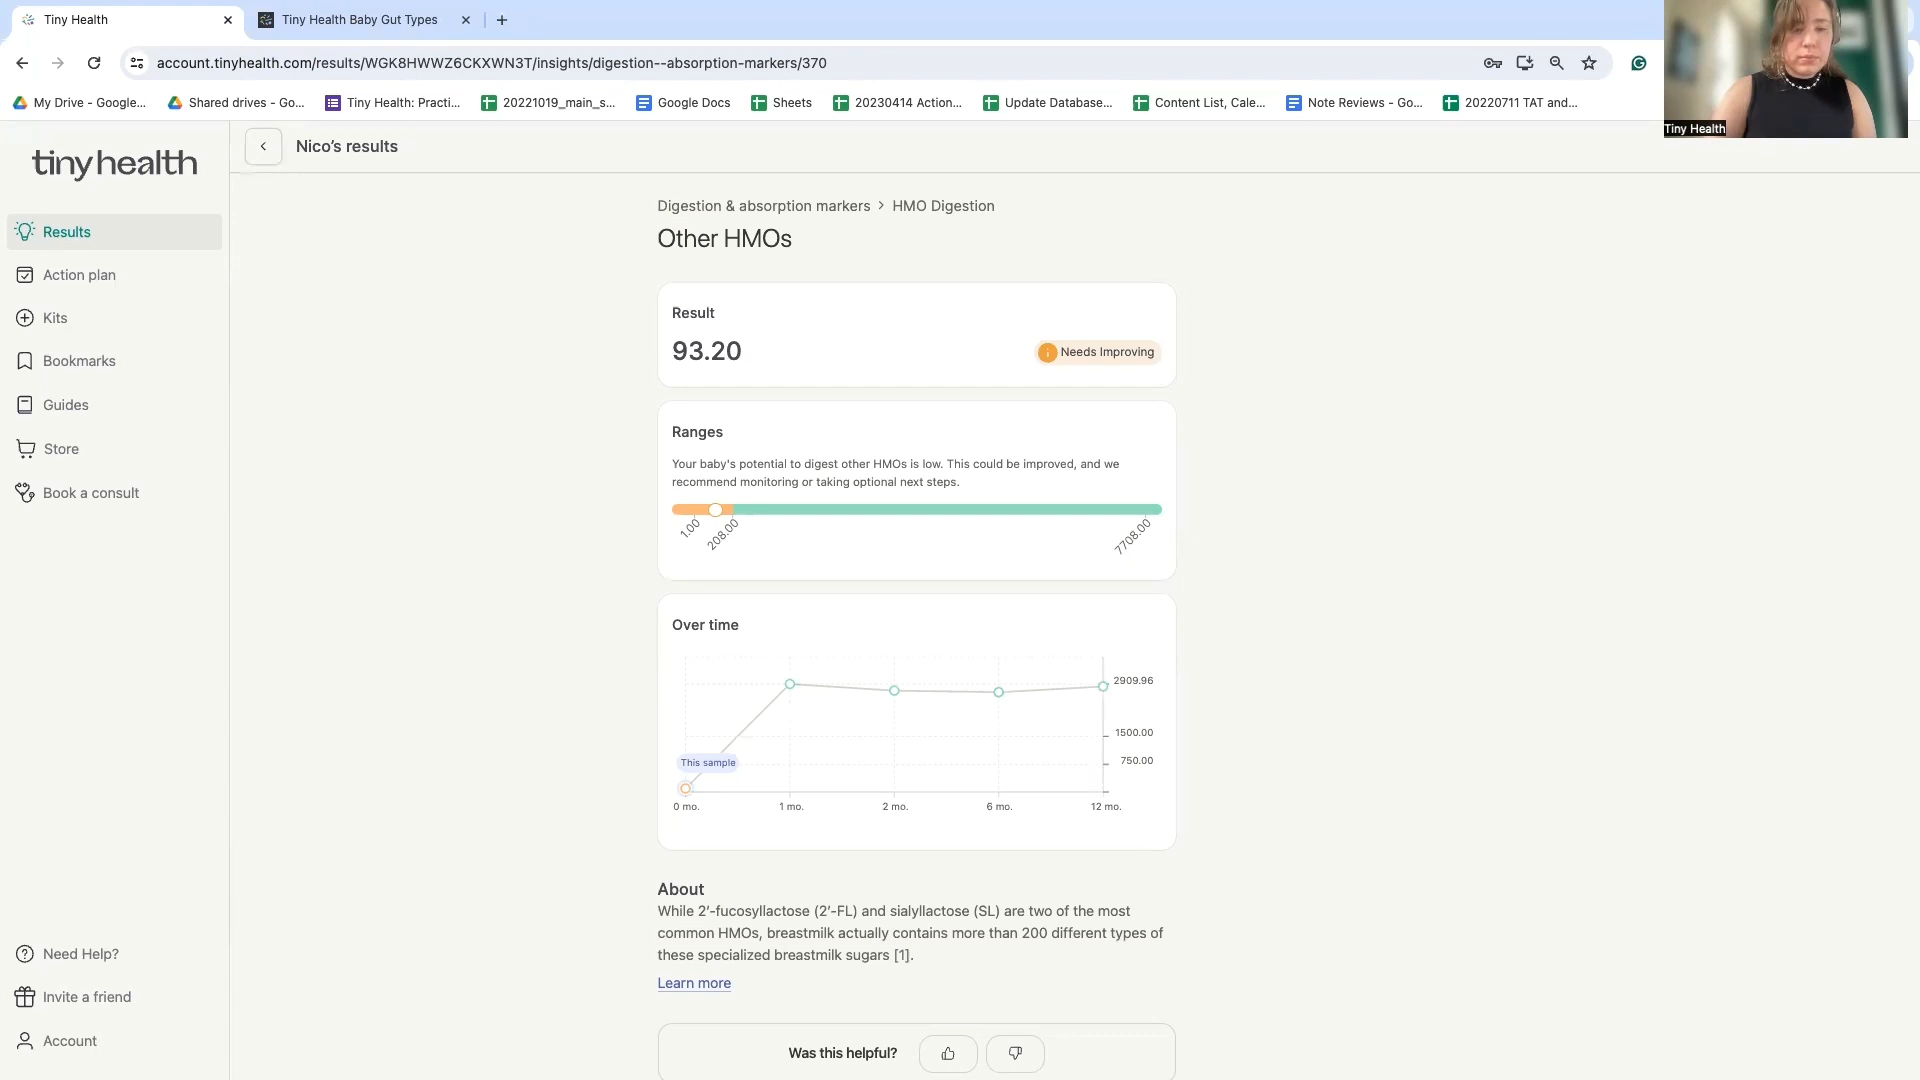 Tiny Health
Tiny Health Baby Gut Types
account.tinyhealth.com/results/WGK8HWWZ6CKXWN3T/insights/digestion--absorption-markers/370
My Drive - Google...
Shared drives - Go...
Tiny Health: Practi...
20221019_main_s...
Google Docs
Sheets
20230414 Action...
Update Database...
Content List, Cale...
Note Reviews - Go...
20220711 TAT and...
Tiny Health
tinyhealth
Nico’s results
Results
Action plan
Kits
Bookmarks
Guides
Store
Book a consult
Need Help?
Invite a friend
Account
Digestion & absorption markers > HMO Digestion
Other HMOs
Result
93.20
Needs Improving
Ranges
Your baby's potential to digest other HMOs is low. This could be improved, and we
recommend monitoring or taking optional next steps.
1.00
208.00
7708.00
Over time
2909.96
1500.00
750.00
This sample
0 mo.
1 mo.
2 mo.
6 mo.
12 mo.
About
While 2’-fucosyllactose (2’-FL) and sialyllactose (SL) are two of the most
common HMOs, breastmilk actually contains more than 200 different types of
these specialized breastmilk sugars [1].
Learn more
Was this helpful?